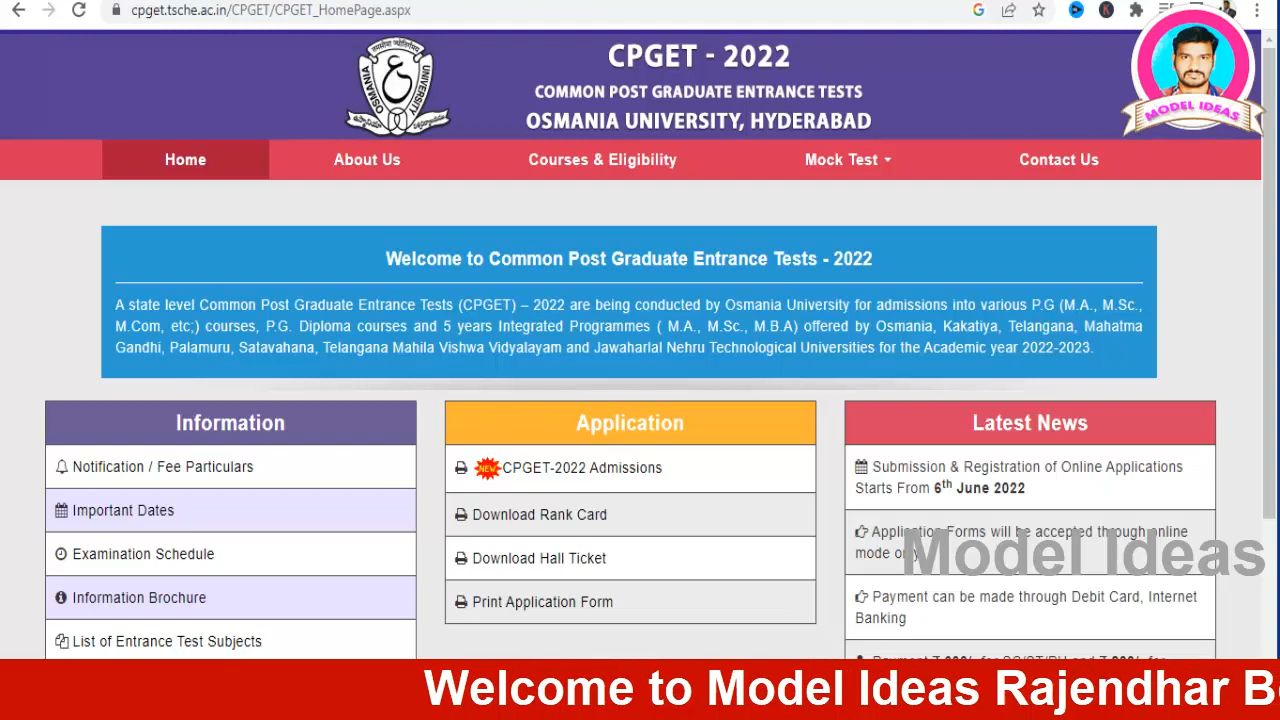 cpget.tsche.ac.in/CPGET/CPGET_HomePage.aspx
CPGET - 2022
COMMON POST GRADUATE ENTRANCE TESTS
OSMANIA UNIVERSITY, HYDERABAD
OSMANIA UNIVERSITY
MODEL IDEAS
Home
About Us
Courses & Eligibility
Mock Test
Contact Us
Welcome to Common Post Graduate Entrance Tests - 2022
A state level Common Post Graduate Entrance Tests (CPGET) – 2022 are being conducted by Osmania University for admissions into various P.G (M.A., M.Sc.,
M.Com, etc;) courses, P.G. Diploma courses and 5 years Integrated Programmes ( M.A., M.Sc., M.B.A) offered by Osmania, Kakatiya, Telangana, Mahatma
Gandhi, Palamuru, Satavahana, Telangana Mahila Vishwa Vidyalayam and Jawaharlal Nehru Technological Universities for the Academic year 2022-2023.
Information
Notification / Fee Particulars
Important Dates
Examination Schedule
Information Brochure
List of Entrance Test Subjects
Application
NEW CPGET-2022 Admissions
Download Rank Card
Download Hall Ticket
Print Application Form
Latest News
Submission & Registration of Online Applications
Starts From 6th June 2022
Application Forms will be accepted through online
mode only
Payment can be made through Debit Card, Internet
Banking
Model Ideas
Welcome to Model Ideas Rajendhar